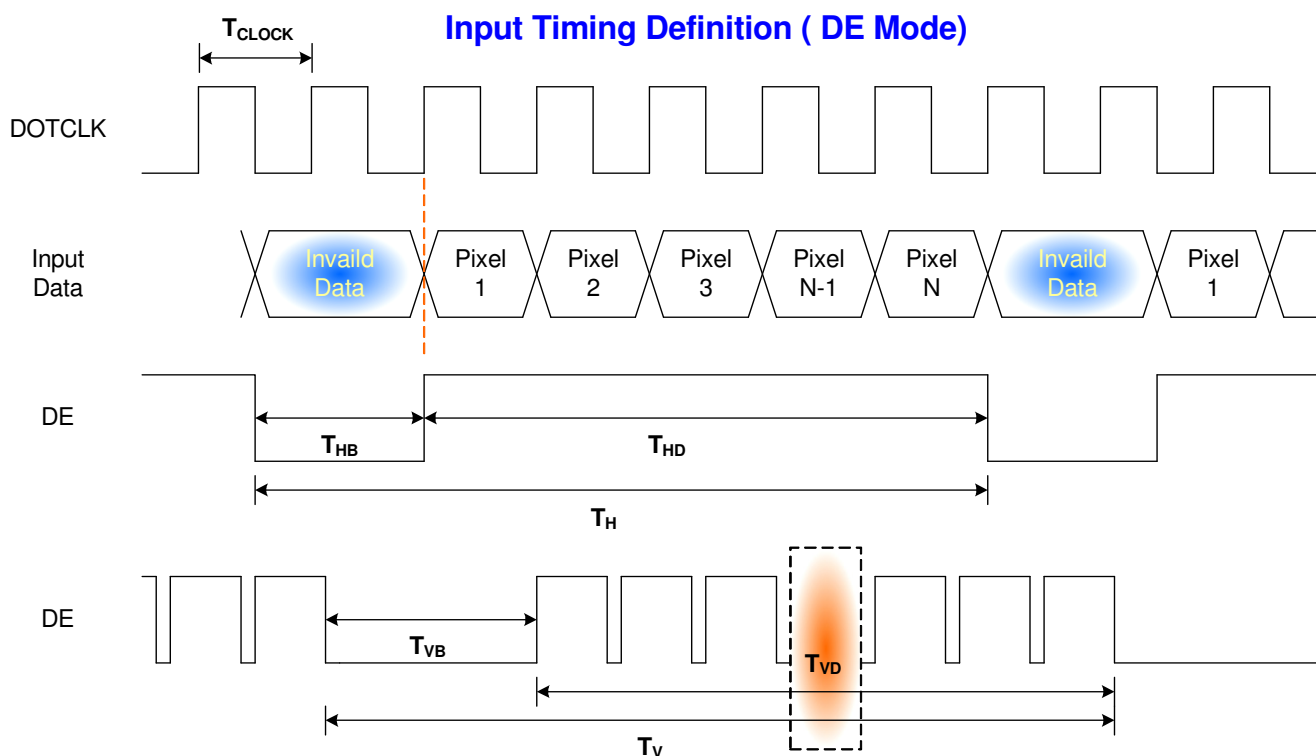 Input Timing Definition ( DE Mode)
TCLOCK
DOTCLK
Input
Data
Invaild
Data
Pixel
1
Pixel
2
Pixel
3
Pixel
N-1
Pixel
N
Invaild
Data
Pixel
1
DE
THB
THD
TH
DE
TVB
TVD
TV